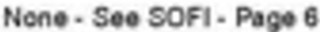 None - See SOFI - Page 6